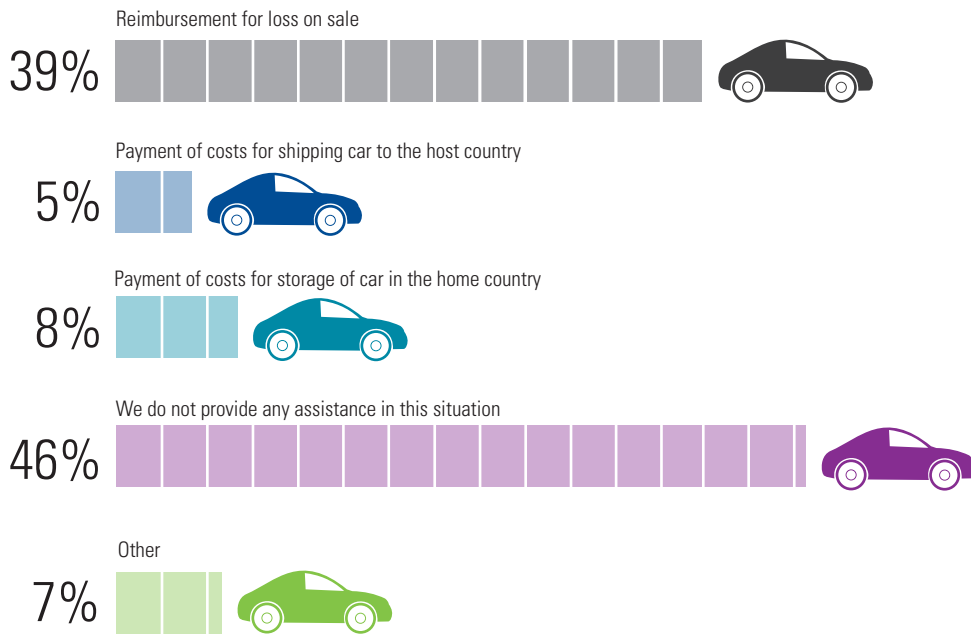 Reimbursement for loss on sale
39%
Payment of costs for shipping car to the host country
5%
Payment of costs for storage of car in the home country
8%
We do not provide any assistance in this situation
46%
Other
7%